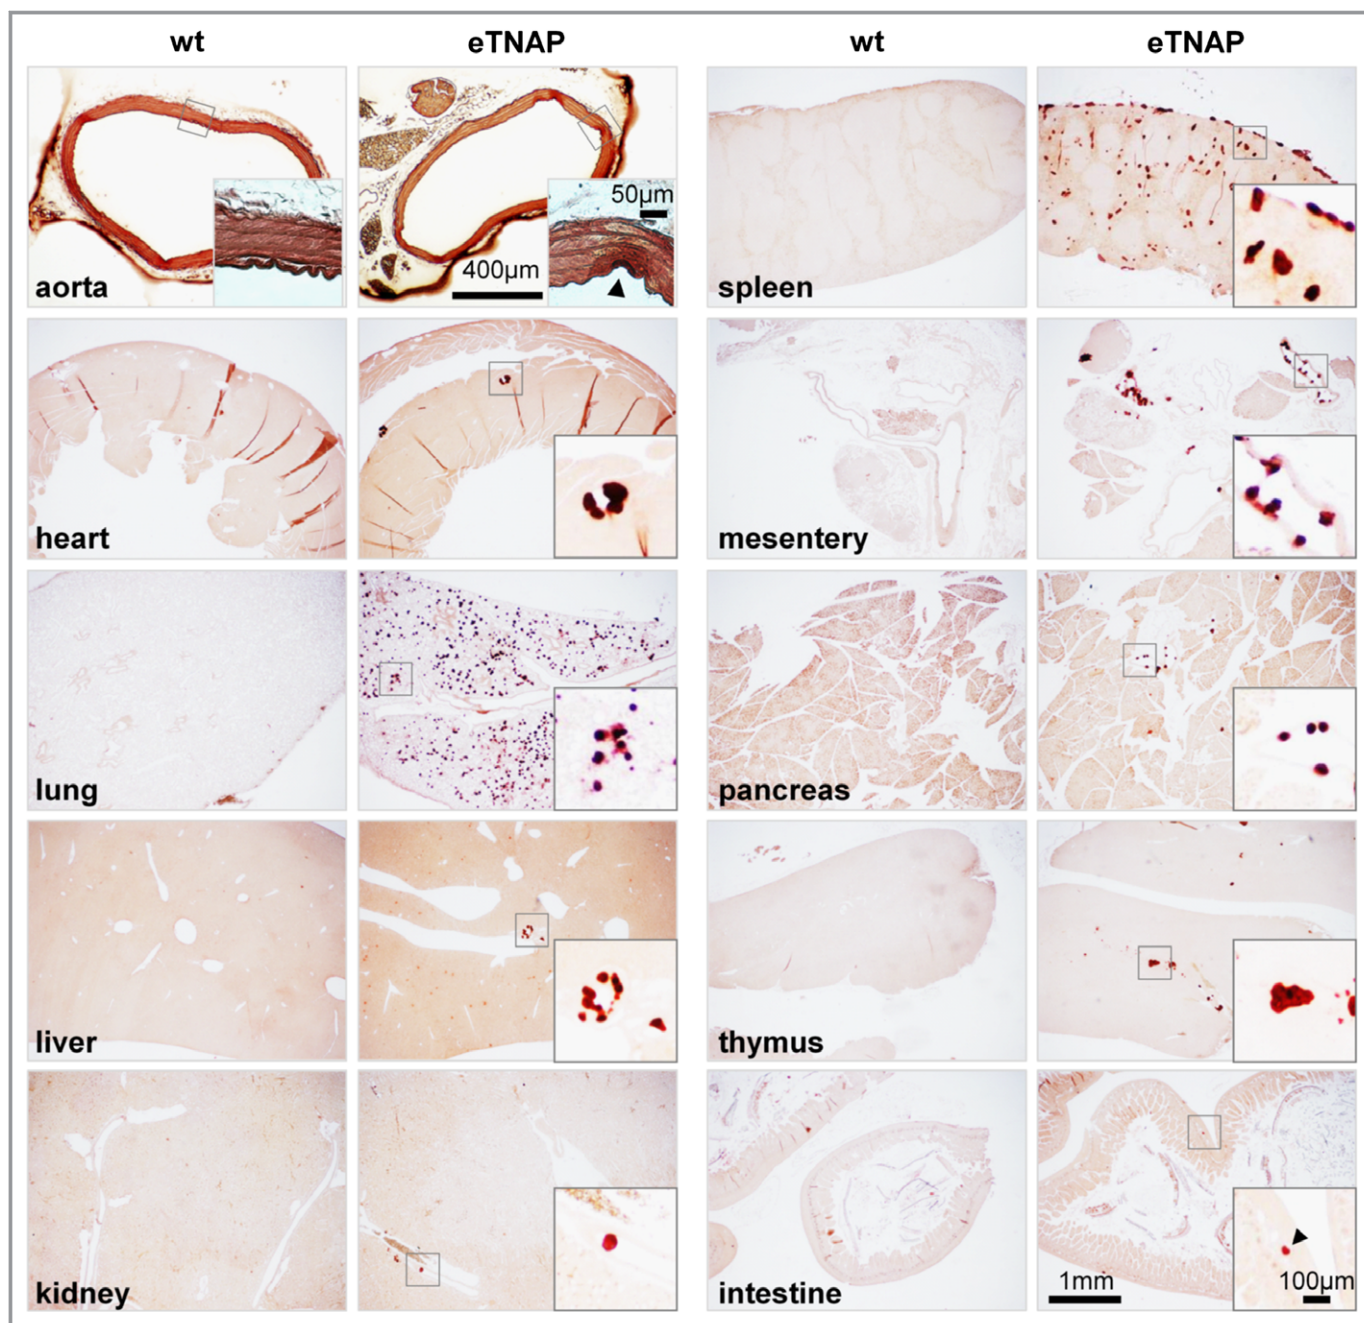 wt eTNAP wt eTNAP
50µm
400µm
aorta spleen
heart mesentery
lung pancreas
liver thymus
kidney intestine
1mm 100µm